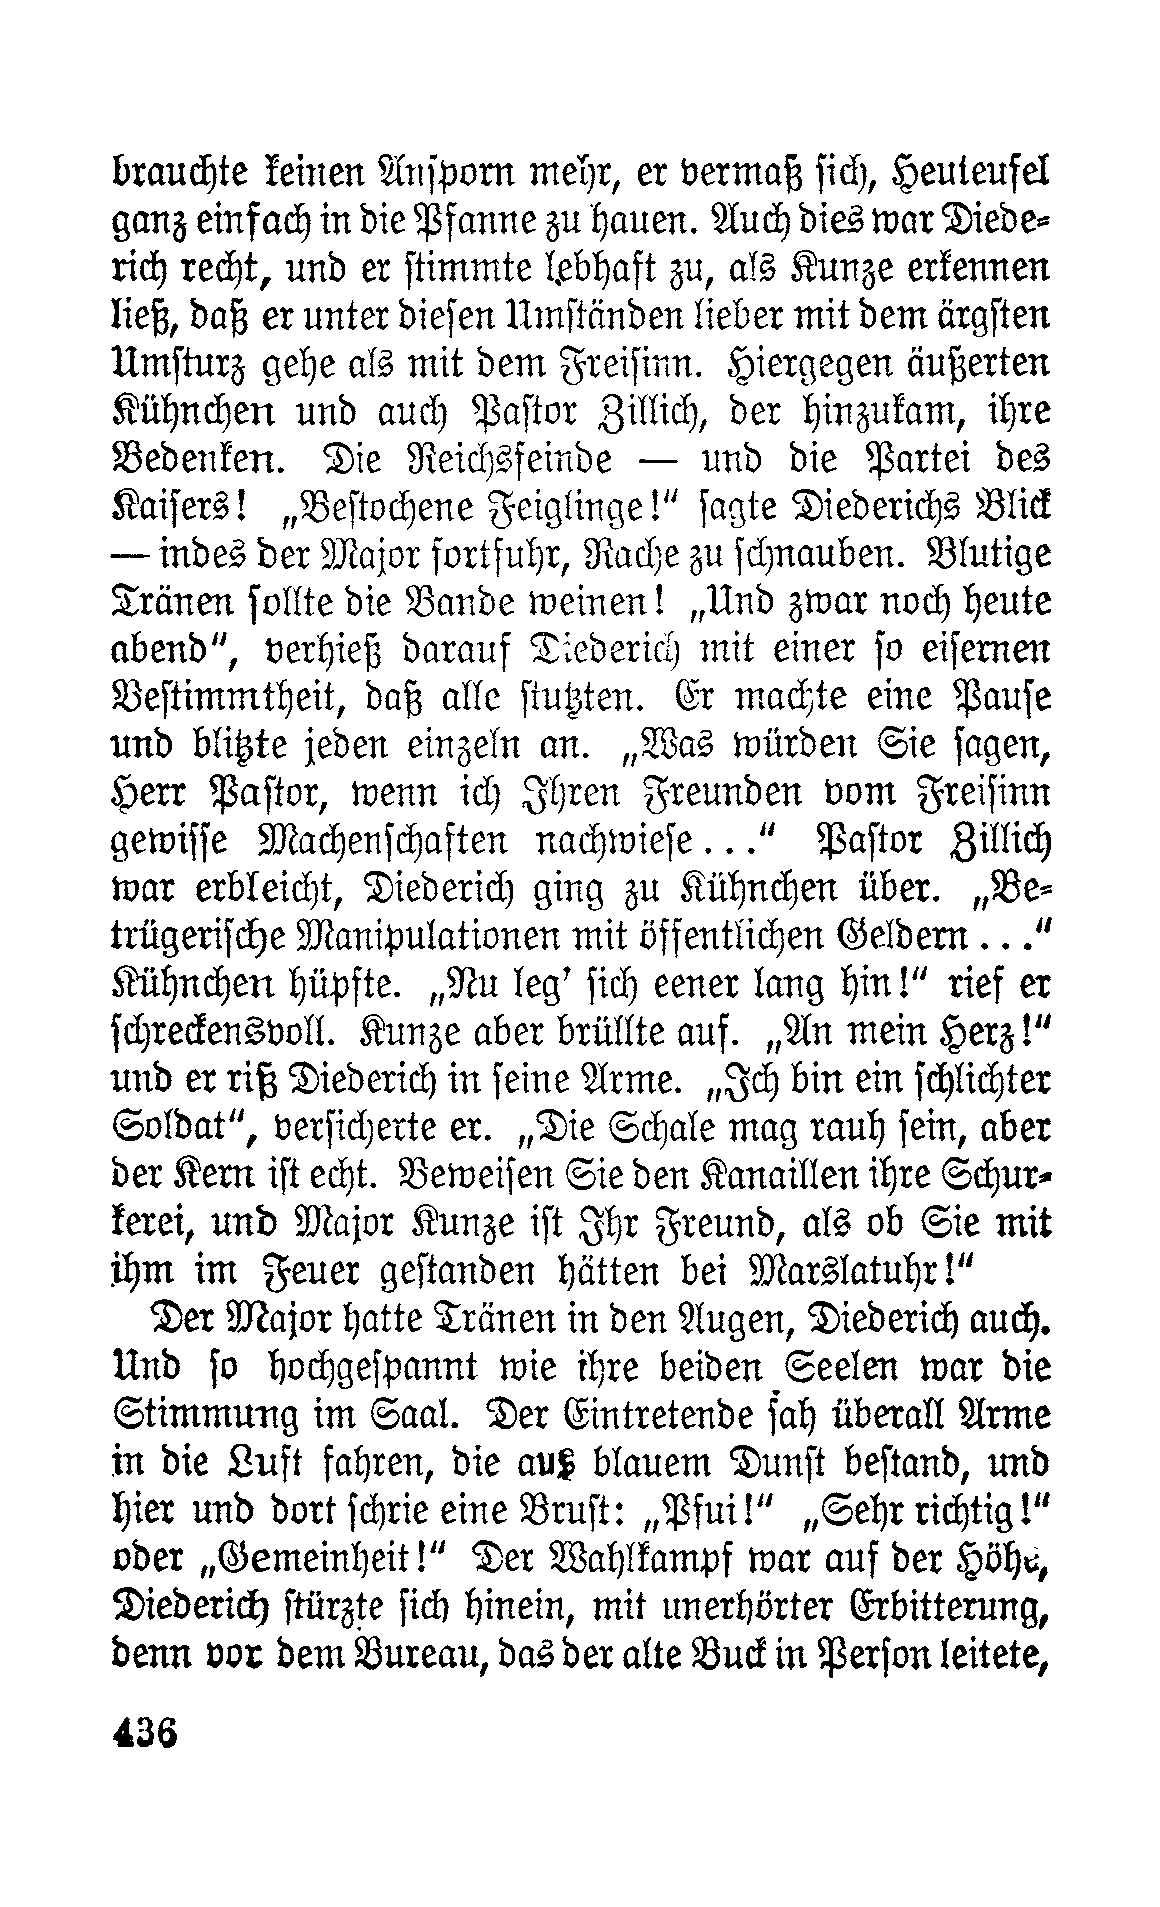 brauchte keinen Ansporn mehr, er vermaß sich, Heuteufel
ganz einfach in die Pfanne zu hauen. Auch dies war Diede-
rich recht, und er stimmte lebhaft zu, als Kunze erkennen
ließ, daß er unter diesen Umständen lieber mit dem ärgsten
Umsturz gehe als mit dem Freisinn. Hiergegen äußerten
Kühnchen und auch Pastor Zillich, der hinzukam, ihre
Bedenken. Die Reichsfeinde — und die Partei des
Kaisers! „Bestochene Feiglinge!“ sagte Diederichs Blick
— indes der Major fortfuhr, Rache zu schnauben. Blutige
Tränen sollte die Bande weinen! „Und zwar noch heute
abend“, verhieß darauf Diederich mit einer so eisernen
Bestimmtheit, daß alle stutzten. Er machte eine Pause
und blitzte jeden einzeln an. „Was würden Sie sagen,
Herr Pastor, wenn ich Ihren Freunden vom Freisinn
gewisse Machenschaften nachwiese . . .“ Pastor Zillich
war erbleicht, Diederich ging zu Kühnchen über. „Be-
trügerische Manipulationen mit öffentlichen Geldern . . .“
Kühnchen hüpfte. „Nu leg’ sich eener lang hin!“ rief er
schreckensvoll. Kunze aber brüllte auf. „An mein Herz!“
und er riß Diederich in seine Arme. „Ich bin ein schlichter
Soldat“, versicherte er. „Die Schale mag rauh sein, aber
der Kern ist echt. Beweisen Sie den Kanaillen ihre Schur-
kerei, und Major Kunze ist Ihr Freund, als ob Sie mit
ihm im Feuer gestanden hätten bei Marslatuhr!“
Der Major hatte Tränen in den Augen, Diederich auch.
Und so hochgespannt wie ihre beiden Seelen war die
Stimmung im Saal. Der Eintretende sah überall Arme
in die Luft fahren, die aus blauem Dunst bestand, und
hier und dort schrie eine Brust: „Pfui!“ „Sehr richtig!“
oder „Gemeinheit!“ Der Wahlkampf war auf der Höhe,
Diederich stürzte sich hinein, mit unerhörter Erbitterung,
denn vor dem Bureau, das der alte Buck in Person leitete,
436